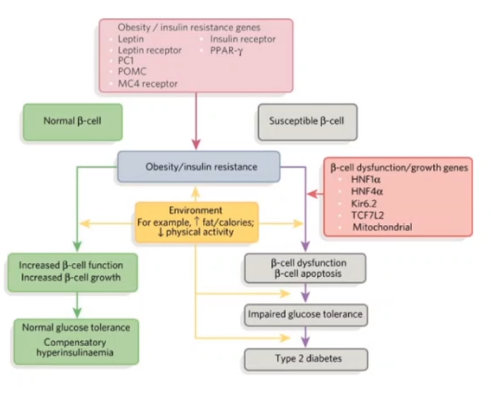 Obesity / insulin resistance genes
Leptin
Leptin receptor
PC1
POMC
MC4 receptor
Insulin receptor
PPAR-γ
Normal β-cell
Susceptible β-cell
Obesity/insulin resistance
β-cell dysfunction/growth genes
HNF1α
HNF4α
Kir6.2
TCF7L2
Mitochondrial
Environment
For example, ↑ fat/calories;
↓ physical activity
Increased β-cell function
Increased β-cell growth
β-cell dysfunction
β-cell apoptosis
Normal glucose tolerance
Compensatory
hyperinsulinaemia
Impaired glucose tolerance
Type 2 diabetes